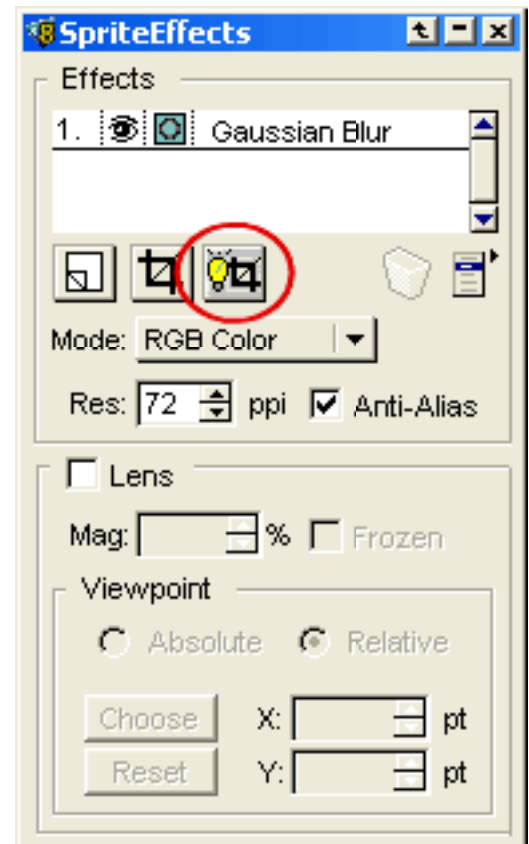 SpriteEffects
Effects
1. Gaussian Blur
Mode: RGB Color
Res: 72 ppi Anti-Alias
Lens
Mag: % Frozen
Viewpoint
Absolute Relative
Choose X: pt
Reset Y: pt